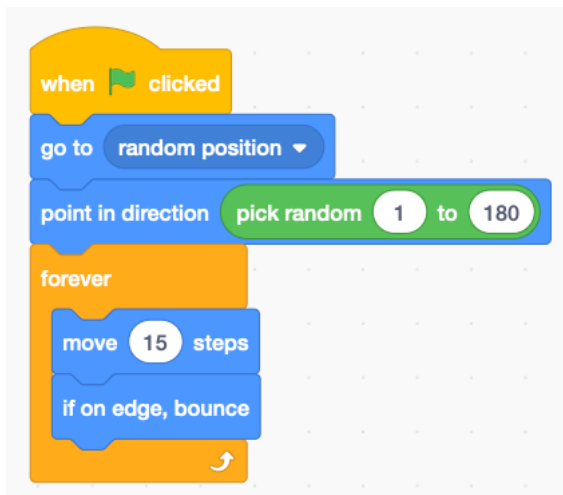 when clicked
go to random position
point in direction pick random 1 to 180
forever
move 15 steps
if on edge, bounce